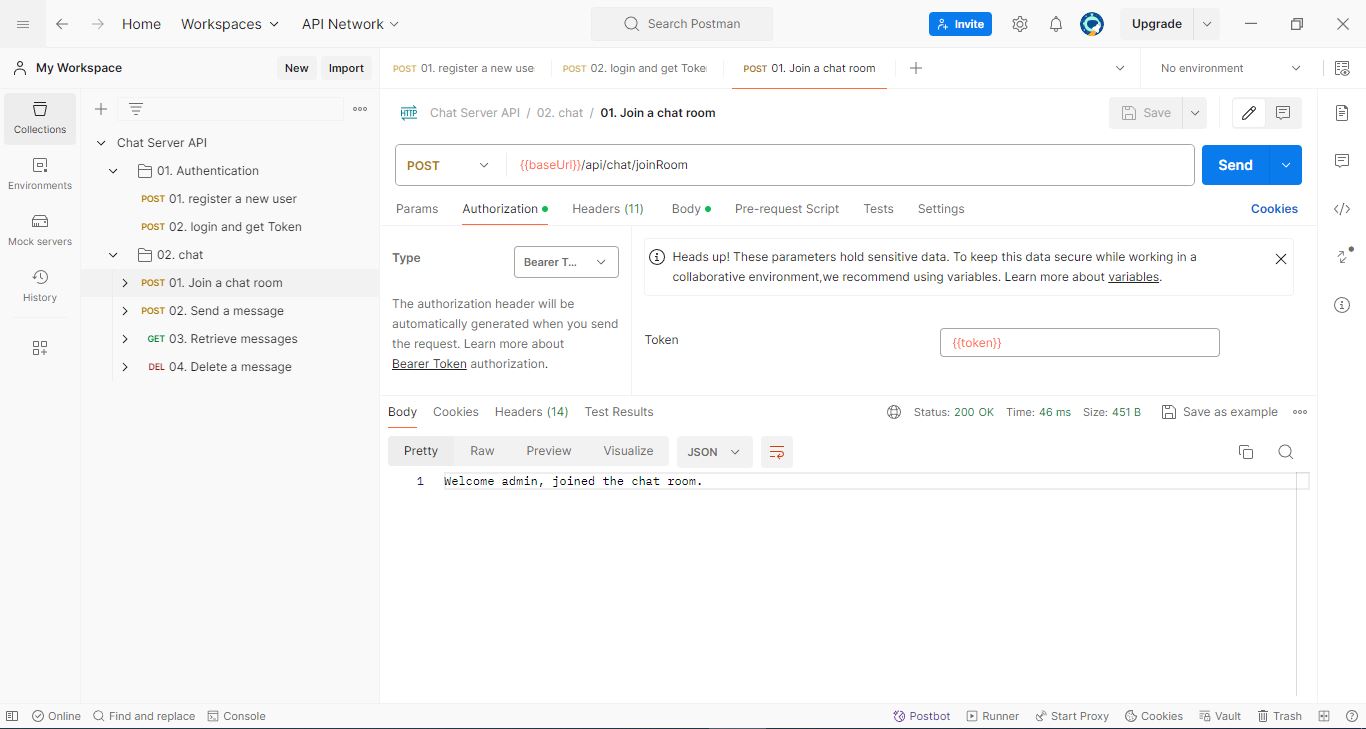 Home Workspaces API Network Search Postman Invite Upgrade
My Workspace New Import
POST 01. register a new use POST 02. login and get Toke POST 01. Join a chat room No environment
Collections
Environments
Mock servers
History
Chat Server API
01. Authentication
POST 01. register a new user
POST 02. login and get Token
02. chat
POST 01. Join a chat room
POST 02. Send a message
GET 03. Retrieve messages
DEL 04. Delete a message
HTTP Chat Server API / 02. chat / 01. Join a chat room Save
POST {{baseUrl}}/api/chat/joinRoom Send
Params Authorization Headers (11) Body Pre-request Script Tests Settings Cookies
Type Bearer T...
The authorization header will be
automatically generated when you send
the request. Learn more about
Bearer Token authorization.
Heads up! These parameters hold sensitive data. To keep this data secure while working in a
collaborative environment,we recommend using variables. Learn more about variables.
Token {{token}}
Body Cookies Headers (14) Test Results Status: 200 OK Time: 46 ms Size: 451 B Save as example
Pretty Raw Preview Visualize JSON
1 Welcome admin, joined the chat room.
Online Find and replace Console Postbot Runner Start Proxy Cookies Vault Trash